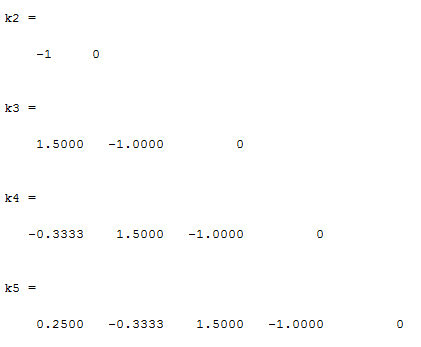 k2 =
-1 0
k3 =
1.5000 -1.0000 0
k4 =
-0.3333 1.5000 -1.0000 0
k5 =
0.2500 -0.3333 1.5000 -1.0000 0